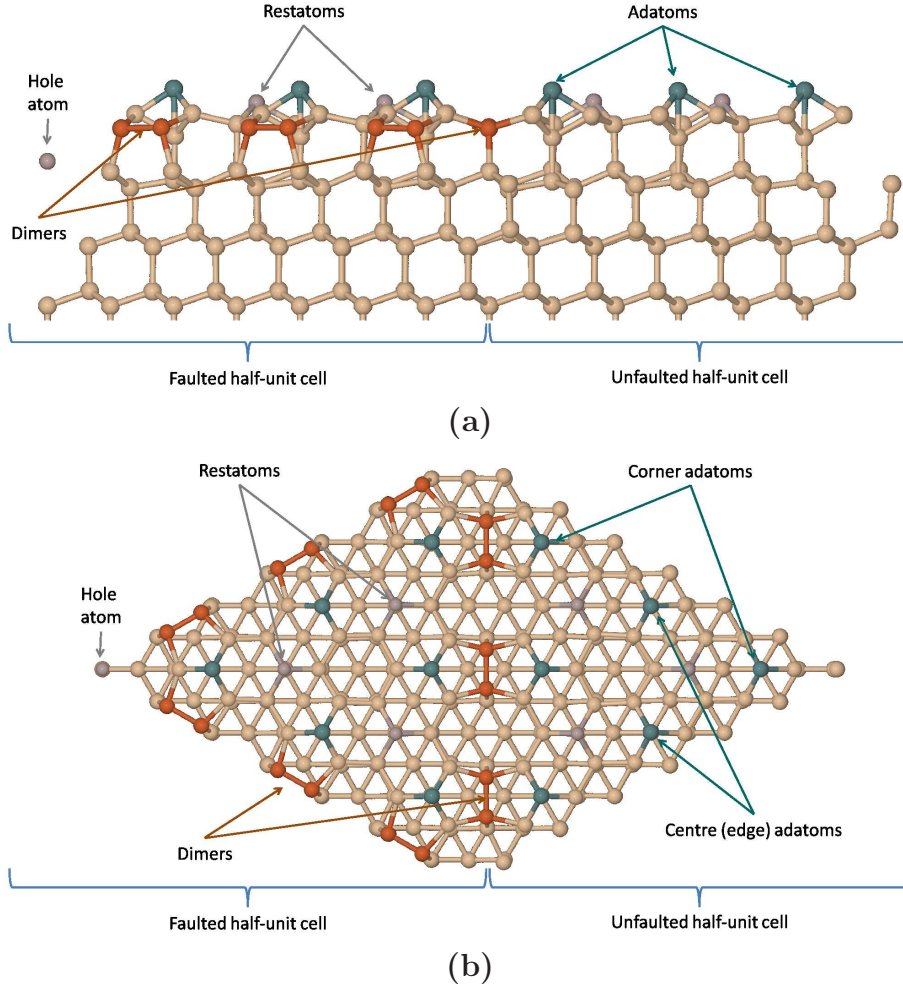 Restatoms
Adatoms
Hole
atom
Dimers
Faulted half-unit cell
Unfaulted half-unit cell
(a)
Restatoms
Corner adatoms
Hole
atom
Centre (edge) adatoms
Dimers
Faulted half-unit cell
Unfaulted half-unit cell
(b)